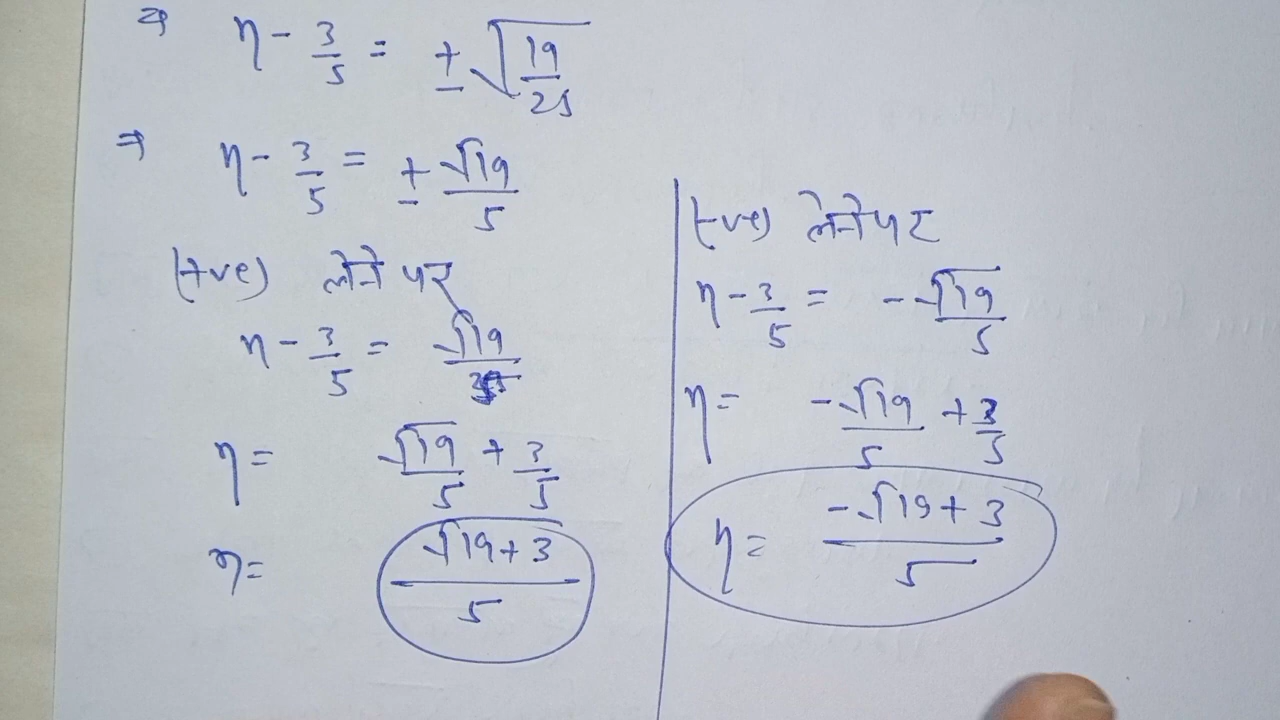 ⇒ η - 3/5 = ± √(19/25)
⇒ η - 3/5 = ± √19/5
(+ve) लेने पर
η - 3/5 = √19/5
η = √19/5 + 3/5
η = (√19 + 3)/5
(-ve) लेने पर
η - 3/5 = -√19/5
η = -√19/5 + 3/5
η = (-√19 + 3)/5